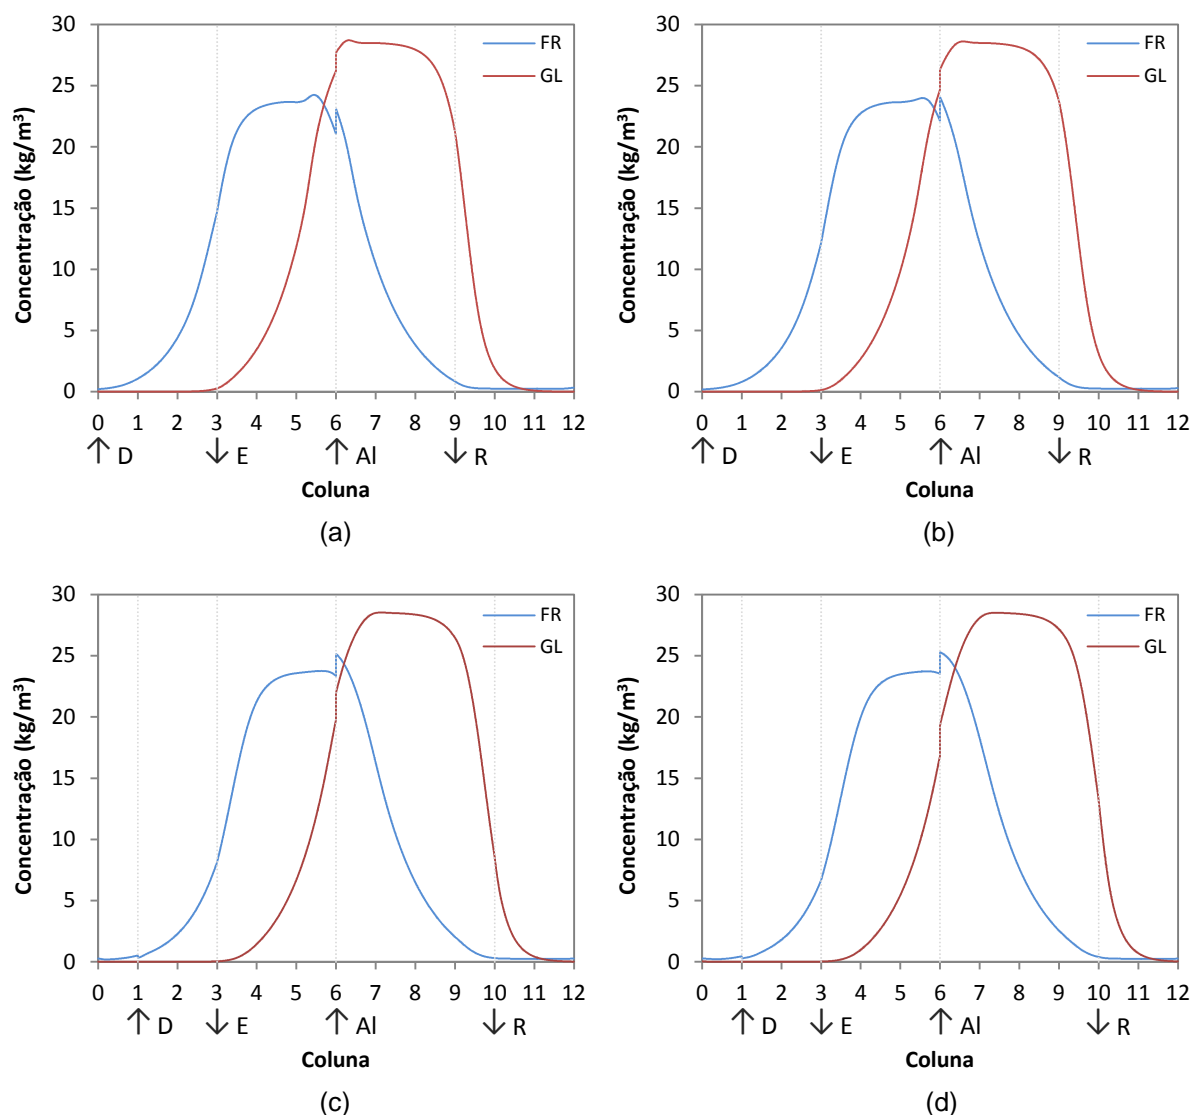 Concentração (kg/m³)
30
25
20
15
10
5
0
FR
GL
0 1 2 3 4 5 6 7 8 9 10 11 12
↑ D ↓ E ↑ Al ↓ R
Coluna
(a)
Concentração (kg/m³)
30
25
20
15
10
5
0
FR
GL
0 1 2 3 4 5 6 7 8 9 10 11 12
↑ D ↓ E ↑ Al ↓ R
Coluna
(b)
Concentração (kg/m³)
30
25
20
15
10
5
0
FR
GL
0 1 2 3 4 5 6 7 8 9 10 11 12
↑ D ↓ E ↑ Al ↓ R
Coluna
(c)
Concentração (kg/m³)
30
25
20
15
10
5
0
FR
GL
0 1 2 3 4 5 6 7 8 9 10 11 12
↑ D ↓ E ↑ Al ↓ R
Coluna
(d)